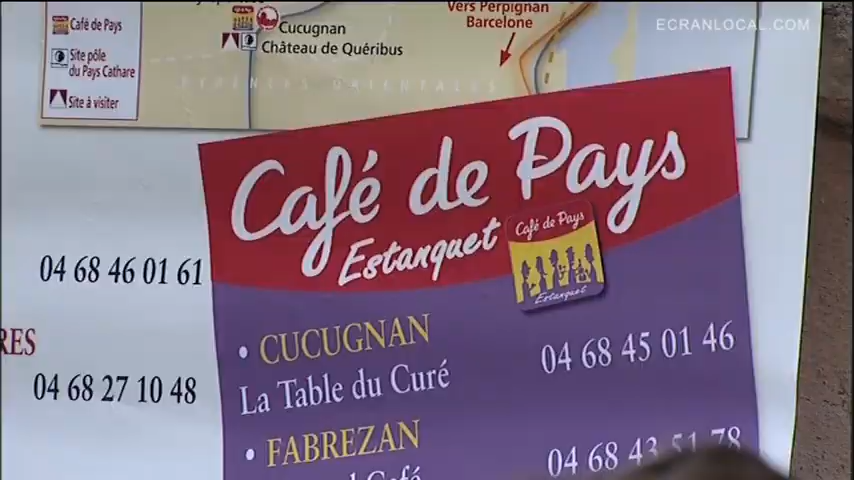 ECRANLOCAL.COM
Vers Perpignan
Barcelone
Café de Pays
Site pôle
du Pays Cathare
Site à visiter
Cucugnan
Château de Quéribus
PYRÉNÉES ORIENTALES
Café de Pays
Estanquet
Café de Pays
Estanquet
04 68 46 01 61
RES
04 68 27 10 48
• CUCUGNAN
La Table du Curé
04 68 45 01 46
• FABREZAN
Café
04 68 43 51 78